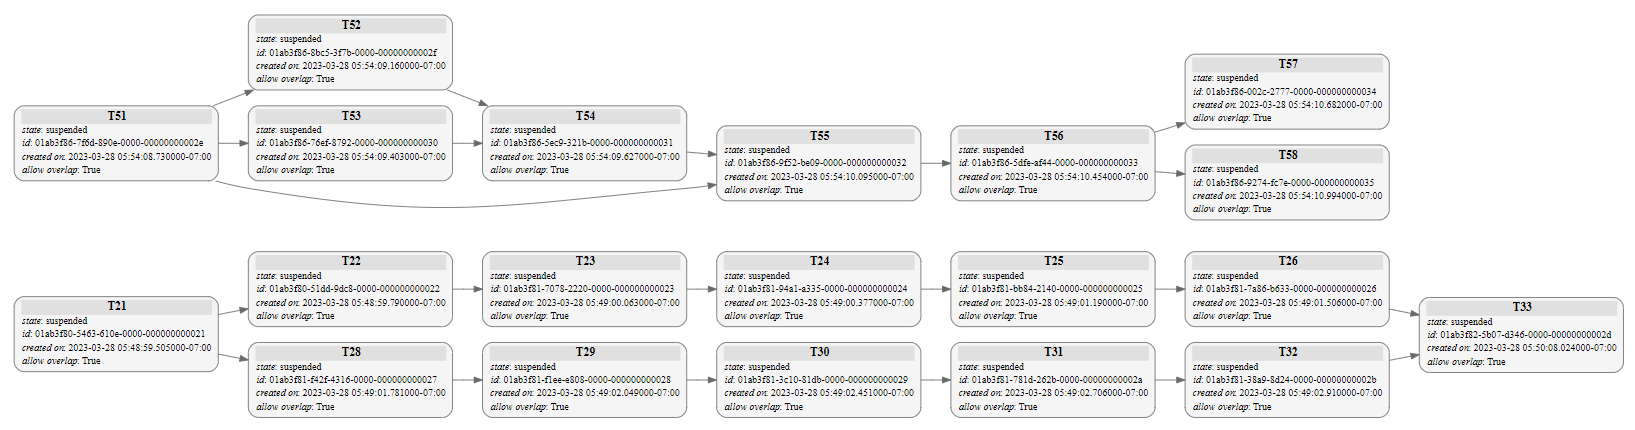 T52
state: suspended
id: 01ab3f86-8bc5-3f7b-0000-00000000002f
created on: 2023-03-28 05:54:09.160000-07:00
allow overlap: True
T51
state: suspended
id: 01ab3f86-7f6d-890e-0000-00000000002e
created on: 2023-03-28 05:54:08.730000-07:00
allow overlap: True
T53
state: suspended
id: 01ab3f86-76ef-8792-0000-000000000030
created on: 2023-03-28 05:54:09.403000-07:00
allow overlap: True
T54
state: suspended
id: 01ab3f86-5ec9-321b-0000-000000000031
created on: 2023-03-28 05:54:09.627000-07:00
allow overlap: True
T55
state: suspended
id: 01ab3f86-9f52-be09-0000-000000000032
created on: 2023-03-28 05:54:10.095000-07:00
allow overlap: True
T56
state: suspended
id: 01ab3f86-5dfe-af44-0000-000000000033
created on: 2023-03-28 05:54:10.454000-07:00
allow overlap: True
T57
state: suspended
id: 01ab3f86-002c-2777-0000-000000000034
created on: 2023-03-28 05:54:10.682000-07:00
allow overlap: True
T58
state: suspended
id: 01ab3f86-9274-fc7e-0000-000000000035
created on: 2023-03-28 05:54:10.994000-07:00
allow overlap: True
T21
state: suspended
id: 01ab3f80-5463-610e-0000-000000000021
created on: 2023-03-28 05:48:59.505000-07:00
allow overlap: True
T22
state: suspended
id: 01ab3f80-51dd-9dc8-0000-000000000022
created on: 2023-03-28 05:48:59.790000-07:00
allow overlap: True
T23
state: suspended
id: 01ab3f81-7078-2220-0000-000000000023
created on: 2023-03-28 05:49:00.063000-07:00
allow overlap: True
T24
state: suspended
id: 01ab3f81-94a1-a335-0000-000000000024
created on: 2023-03-28 05:49:00.377000-07:00
allow overlap: True
T25
state: suspended
id: 01ab3f81-bb84-2140-0000-000000000025
created on: 2023-03-28 05:49:01.190000-07:00
allow overlap: True
T26
state: suspended
id: 01ab3f81-7a86-b633-0000-000000000026
created on: 2023-03-28 05:49:01.506000-07:00
allow overlap: True
T28
state: suspended
id: 01ab3f81-f42f-4316-0000-000000000027
created on: 2023-03-28 05:49:01.781000-07:00
allow overlap: True
T29
state: suspended
id: 01ab3f81-f1ee-e808-0000-000000000028
created on: 2023-03-28 05:49:02.049000-07:00
allow overlap: True
T30
state: suspended
id: 01ab3f81-3c10-81db-0000-000000000029
created on: 2023-03-28 05:49:02.451000-07:00
allow overlap: True
T31
state: suspended
id: 01ab3f81-781d-262b-0000-00000000002a
created on: 2023-03-28 05:49:02.706000-07:00
allow overlap: True
T32
state: suspended
id: 01ab3f81-38a9-8d24-0000-00000000002b
created on: 2023-03-28 05:49:02.910000-07:00
allow overlap: True
T33
state: suspended
id: 01ab3f82-5b07-d346-0000-00000000002d
created on: 2023-03-28 05:50:08.024000-07:00
allow overlap: True